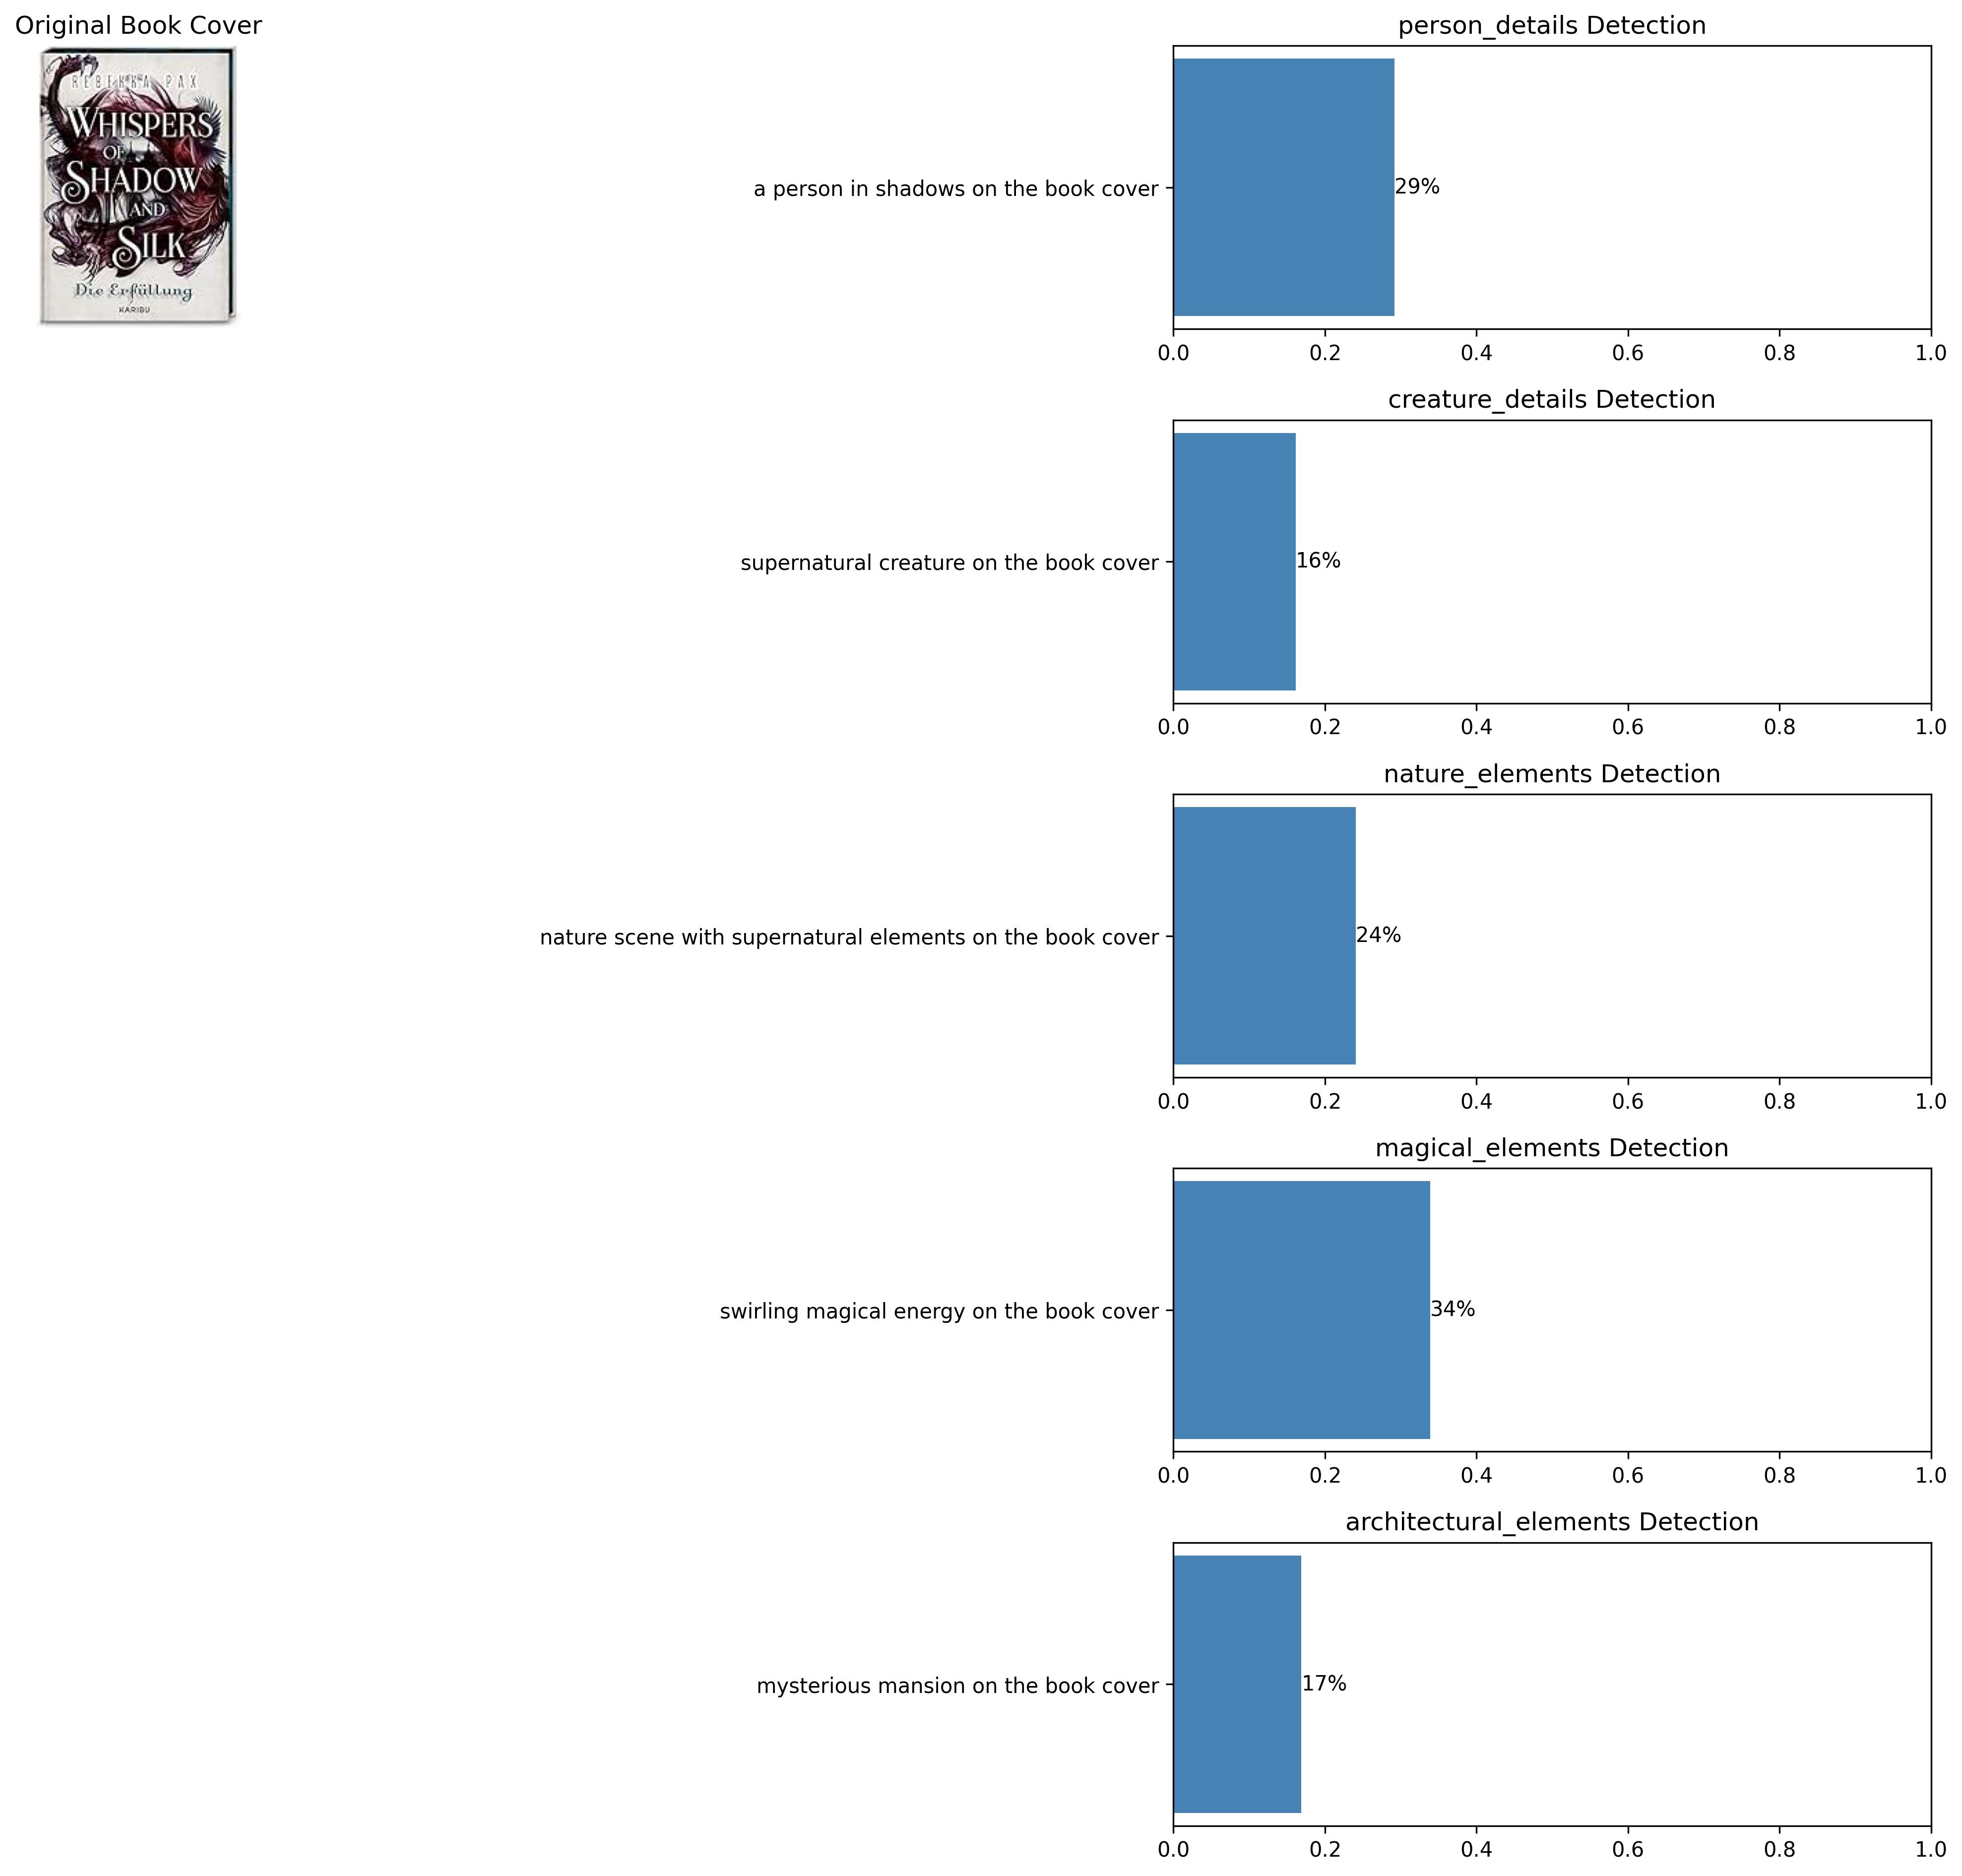 Original Book Cover
REBEKKA PAX
WHISPERS
OF
SHADOW
AND
SILK
Die Erfüllung
KARIBU
person_details Detection
a person in shadows on the book cover
29%
0.0 0.2 0.4 0.6 0.8 1.0
creature_details Detection
supernatural creature on the book cover
16%
0.0 0.2 0.4 0.6 0.8 1.0
nature_elements Detection
nature scene with supernatural elements on the book cover
24%
0.0 0.2 0.4 0.6 0.8 1.0
magical_elements Detection
swirling magical energy on the book cover
34%
0.0 0.2 0.4 0.6 0.8 1.0
architectural_elements Detection
mysterious mansion on the book cover
17%
0.0 0.2 0.4 0.6 0.8 1.0